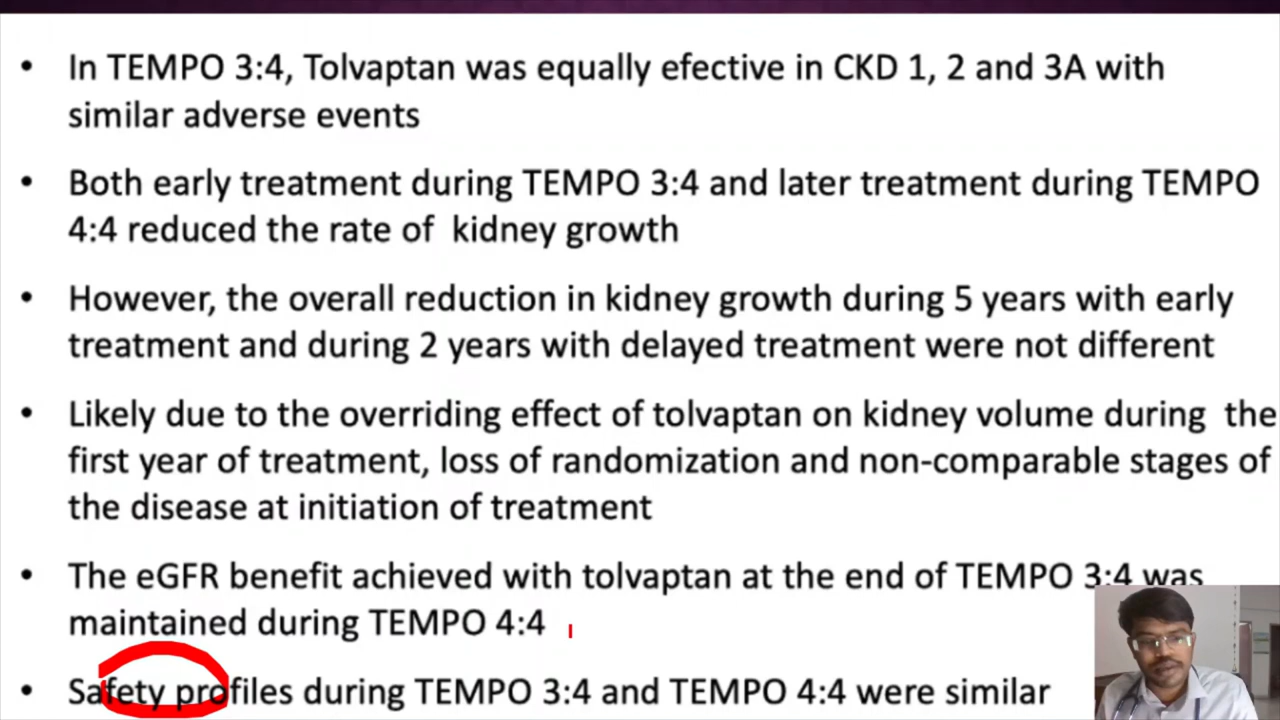 • In TEMPO 3:4, Tolvaptan was equally efective in CKD 1, 2 and 3A with
similar adverse events
• Both early treatment during TEMPO 3:4 and later treatment during TEMPO
4:4 reduced the rate of kidney growth
• However, the overall reduction in kidney growth during 5 years with early
treatment and during 2 years with delayed treatment were not different
• Likely due to the overriding effect of tolvaptan on kidney volume during the
first year of treatment, loss of randomization and non-comparable stages of
the disease at initiation of treatment
• The eGFR benefit achieved with tolvaptan at the end of TEMPO 3:4 was
maintained during TEMPO 4:4
• Safety profiles during TEMPO 3:4 and TEMPO 4:4 were similar